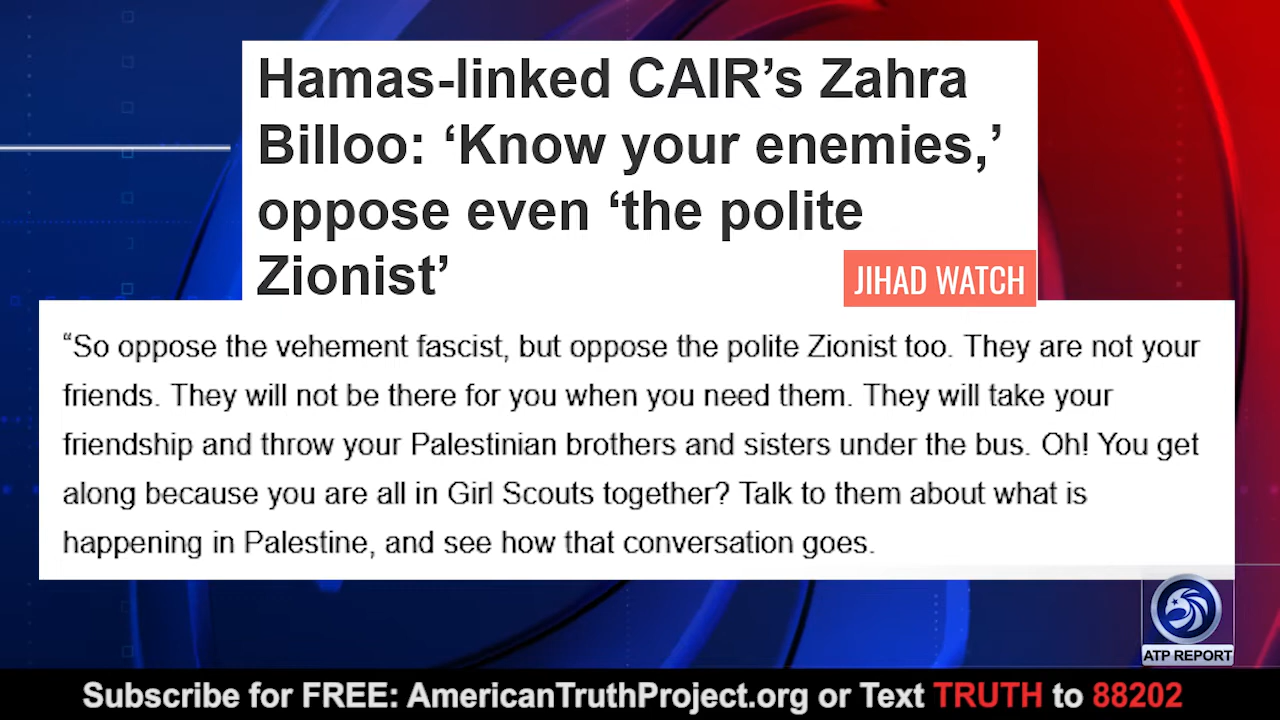 Hamas-linked CAIR’s Zahra
Billoo: ‘Know your enemies,’
oppose even ‘the polite
Zionist’
JIHAD WATCH
“So oppose the vehement fascist, but oppose the polite Zionist too. They are not your
friends. They will not be there for you when you need them. They will take your
friendship and throw your Palestinian brothers and sisters under the bus. Oh! You get
along because you are all in Girl Scouts together? Talk to them about what is
happening in Palestine, and see how that conversation goes.
ATP REPORT
Subscribe for FREE: AmericanTruthProject.org or Text TRUTH to 88202